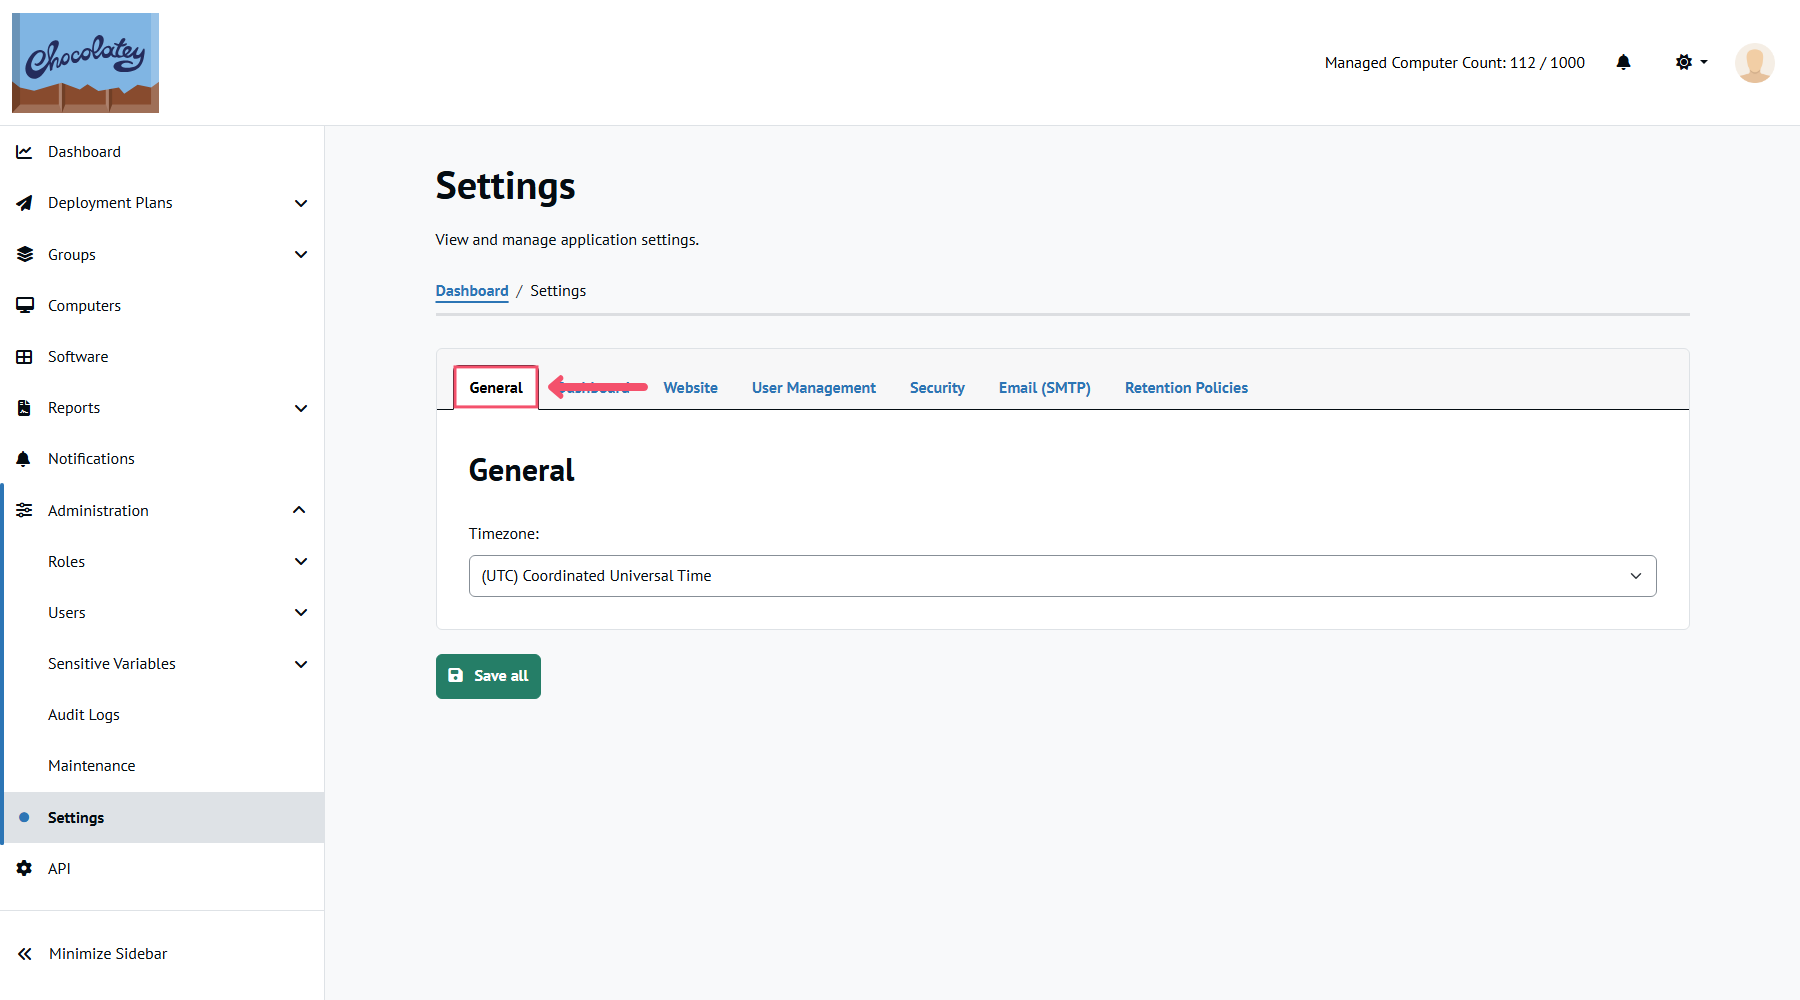 Chocolatey
Managed Computer Count: 112 / 1000
Dashboard
Deployment Plans
Groups
Computers
Software
Reports
Notifications
Administration
Roles
Users
Sensitive Variables
Audit Logs
Maintenance
Settings
API
Minimize Sidebar
Settings
View and manage application settings.
Dashboard / Settings
General Dashboard Website User Management Security Email (SMTP) Retention Policies
General
Timezone:
(UTC) Coordinated Universal Time
Save all